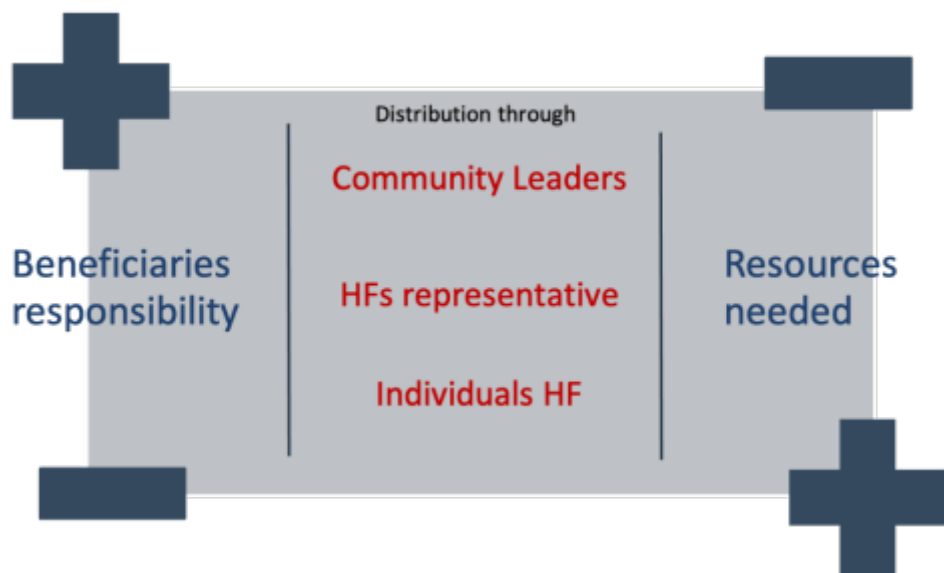 Distribution through
Community Leaders
Beneficiaries
responsibility
HFs representative
Resources
needed
Individuals HF